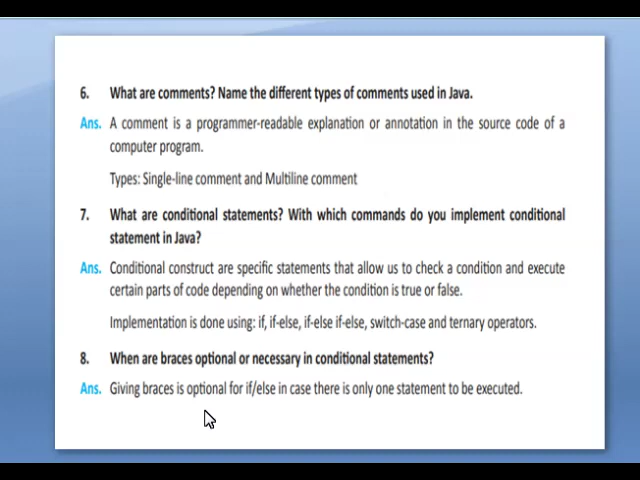 6. What are comments? Name the different types of comments used in Java.
Ans. A comment is a programmer-readable explanation or annotation in the source code of a
computer program.
Types: Single-line comment and Multiline comment
7. What are conditional statements? With which commands do you implement conditional
statement in Java?
Ans. Conditional construct are specific statements that allow us to check a condition and execute
certain parts of code depending on whether the condition is true or false.
Implementation is done using: if, if-else, if-else if-else, switch-case and ternary operators.
8. When are braces optional or necessary in conditional statements?
Ans. Giving braces is optional for if/else in case there is only one statement to be executed.